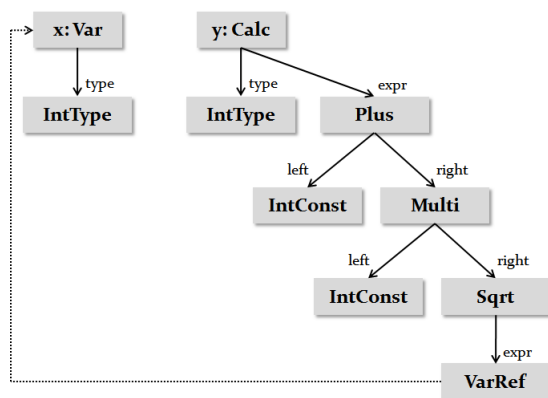 x: Var y: Calc
type type expr
IntType IntType Plus
left right
IntConst Multi
left right
IntConst Sqrt
expr
VarRef